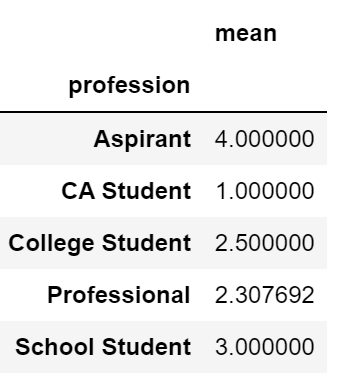 mean
profession
Aspirant 4.000000
CA Student 1.000000
College Student 2.500000
Professional 2.307692
School Student 3.000000